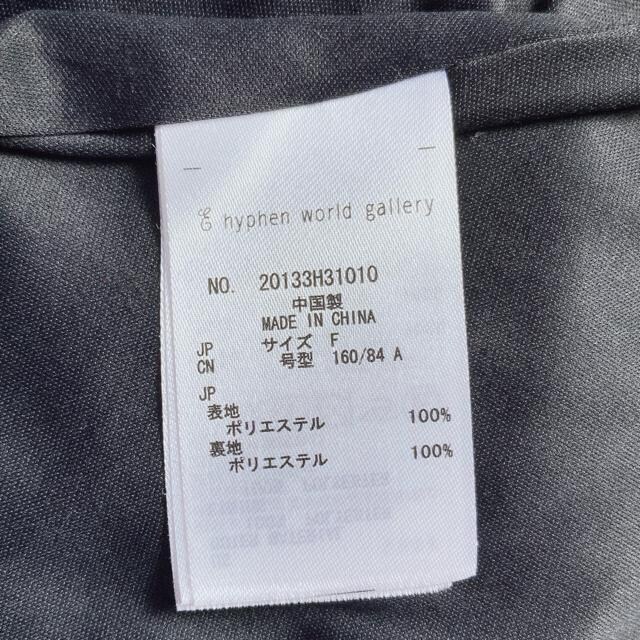 E hyphen world gallery
NO. 20133H31010
中国製
MADE IN CHINA
JP サイズ F
CN 号型 160/84 A
JP
表地
ポリエステル 100%
裏地
ポリエステル 100%